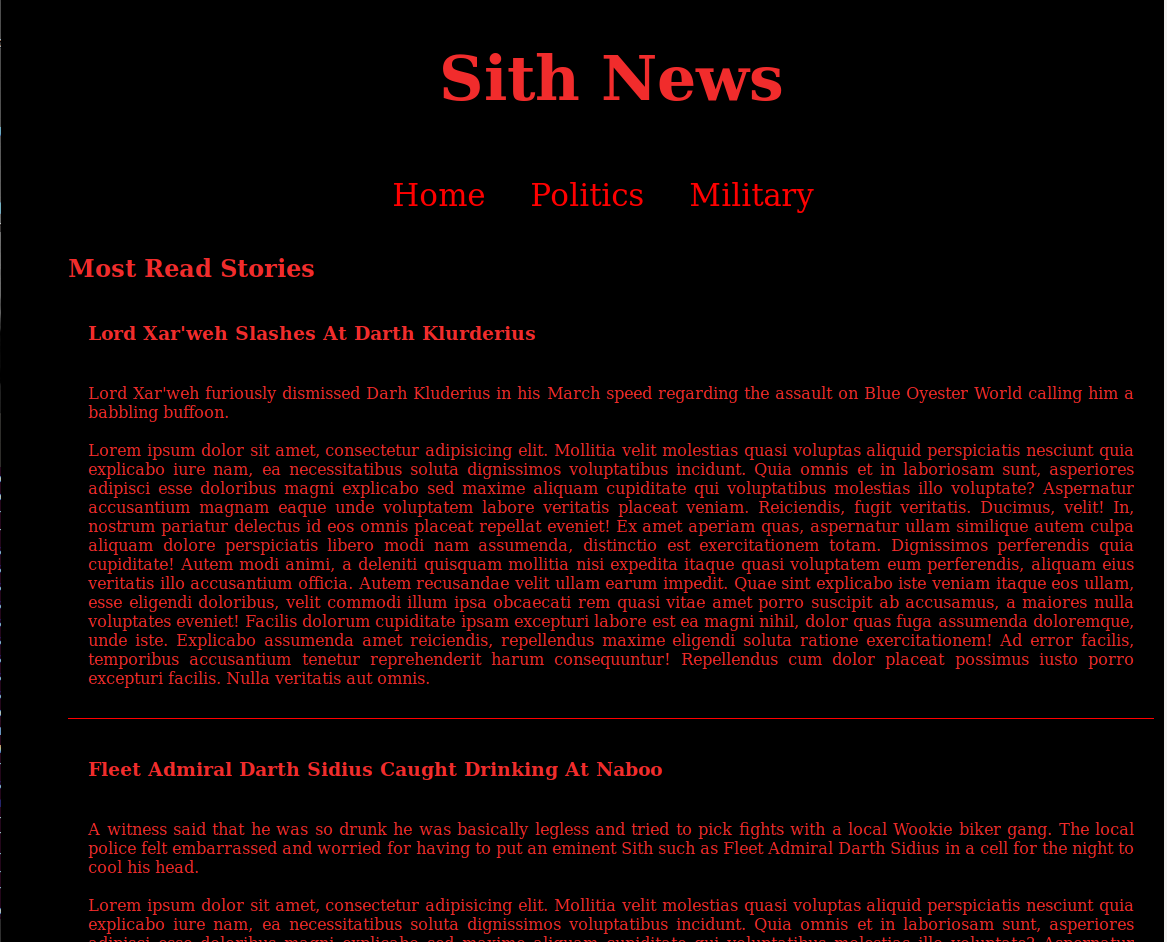 Sith News
Home Politics Military
Most Read Stories
Lord Xar'weh Slashes At Darth Klurderius
Lord Xar'weh furiously dismissed Darh Kluderius in his March speed regarding the assault on Blue Oyester World calling him a
babbling buffoon.
Lorem ipsum dolor sit amet, consectetur adipisicing elit. Mollitia velit molestias quasi voluptas aliquid perspiciatis nesciunt quia
explicabo iure nam, ea necessitatibus soluta dignissimos voluptatibus incidunt. Quia omnis et in laboriosam sunt, asperiores
adipisci esse doloribus magni explicabo sed maxime aliquam cupiditate qui voluptatibus molestias illo voluptate? Aspernatur
accusantium magnam eaque unde voluptatem labore veritatis placeat veniam. Reiciendis, fugit veritatis. Ducimus, velit! In,
nostrum pariatur delectus id eos omnis placeat repellat eveniet! Ex amet aperiam quas, aspernatur ullam similique autem culpa
aliquam dolore perspiciatis libero modi nam assumenda, distinctio est exercitationem totam. Dignissimos perferendis quia
cupiditate! Autem modi animi, a deleniti quisquam mollitia nisi expedita itaque quasi voluptatem eum perferendis, aliquam eius
veritatis illo accusantium officia. Autem recusandae velit ullam earum impedit. Quae sint explicabo iste veniam itaque eos ullam,
esse eligendi doloribus, velit commodi illum ipsa obcaecati rem quasi vitae amet porro suscipit ab accusamus, a maiores nulla
voluptates eveniet! Facilis dolorum cupiditate ipsam excepturi labore est ea magni nihil, dolor quas fuga assumenda doloremque,
unde iste. Explicabo assumenda amet reiciendis, repellendus maxime eligendi soluta ratione exercitationem! Ad error facilis,
temporibus accusantium tenetur reprehenderit harum consequuntur! Repellendus cum dolor placeat possimus iusto porro
excepturi facilis. Nulla veritatis aut omnis.
Fleet Admiral Darth Sidius Caught Drinking At Naboo
A witness said that he was so drunk he was basically legless and tried to pick fights with a local Wookie biker gang. The local
police felt embarrassed and worried for having to put an eminent Sith such as Fleet Admiral Darth Sidius in a cell for the night to
cool his head.
Lorem ipsum dolor sit amet, consectetur adipisicing elit. Mollitia velit molestias quasi voluptas aliquid perspiciatis nesciunt quia
explicabo iure nam, ea necessitatibus soluta dignissimos voluptatibus incidunt. Quia omnis et in laboriosam sunt, asperiores
adipisci esse doloribus magni explicabo sed maxime aliquam cupiditate qui voluptatibus molestias illo voluptate? Aspernatur